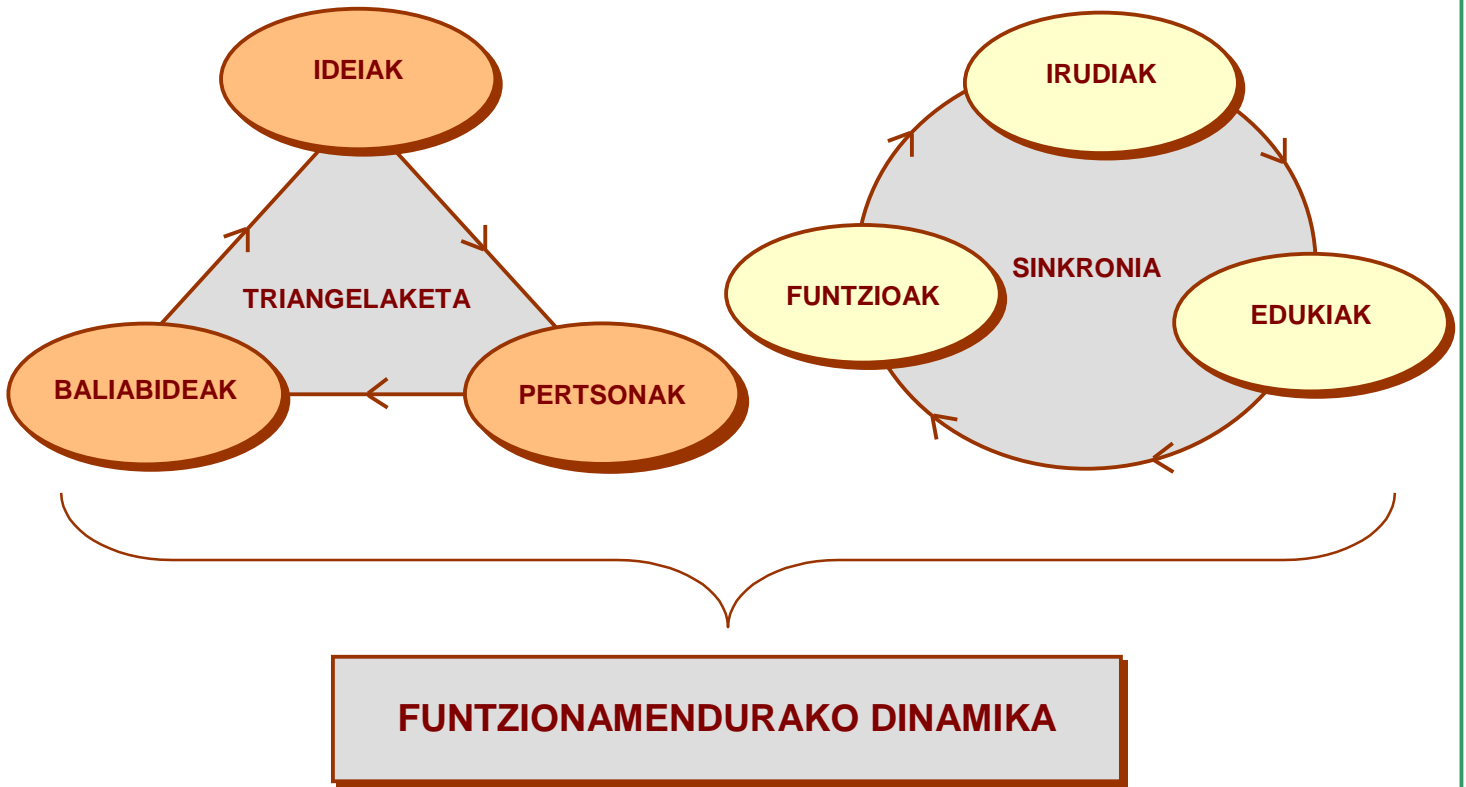 IDEIAK
TRIANGELAKETA
BALIABIDEAK
PERTSONAK
IRUDIAK
SINKRONIA
FUNTZIOAK
EDUKIAK
FUNTZIONAMENDURAKO DINAMIKA